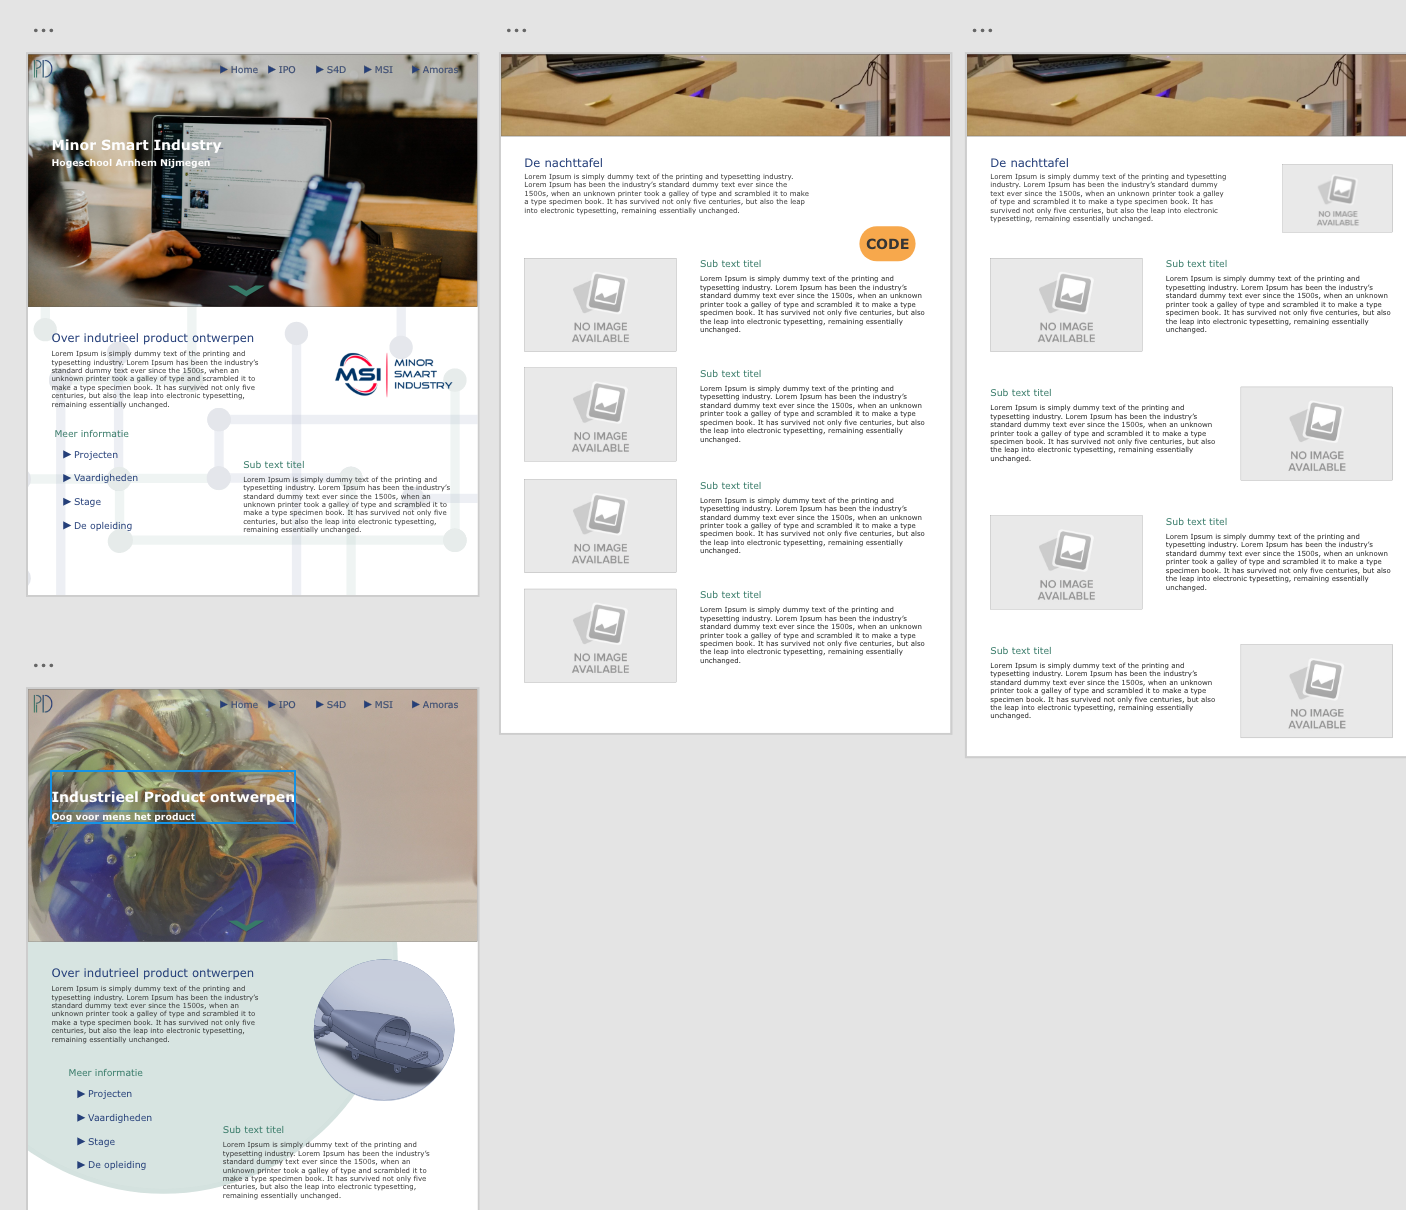 PD
Home IPO S4D MSI Amoras
Minor Smart Industry
Hogeschool Arnhem Nijmegen
Over indutrieel product ontwerpen
Lorem Ipsum is simply dummy text of the printing and
typesetting industry. Lorem Ipsum has been the industry's
standard dummy text ever since the 1500s, when an
unknown printer took a galley of type and scrambled it to
make a type specimen book. It has survived not only five
centuries, but also the leap into electronic typesetting,
remaining essentially unchanged.
MSI
MINOR
SMART
INDUSTRY
Meer informatie
Projecten
Vaardigheden
Stage
De opleiding
Sub text titel
Lorem Ipsum is simply dummy text of the printing and
typesetting industry. Lorem Ipsum has been the industry's
standard dummy text ever since the 1500s, when an
unknown printer took a galley of type and scrambled it to
make a type specimen book. It has survived not only five
centuries, but also the leap into electronic typesetting,
remaining essentially unchanged.
De nachttafel
Lorem Ipsum is simply dummy text of the printing and typesetting industry.
Lorem Ipsum has been the industry's standard dummy text ever since the
1500s, when an unknown printer took a galley of type and scrambled it to make
a type specimen book. It has survived not only five centuries, but also the leap
into electronic typesetting, remaining essentially unchanged.
CODE
NO IMAGE
AVAILABLE
Sub text titel
Lorem Ipsum is simply dummy text of the printing and
typesetting industry. Lorem Ipsum has been the industry's
standard dummy text ever since the 1500s, when an unknown
printer took a galley of type and scrambled it to make a type
specimen book. It has survived not only five centuries, but also
the leap into electronic typesetting, remaining essentially
unchanged.
NO IMAGE
AVAILABLE
Sub text titel
Lorem Ipsum is simply dummy text of the printing and
typesetting industry. Lorem Ipsum has been the industry's
standard dummy text ever since the 1500s, when an unknown
printer took a galley of type and scrambled it to make a type
specimen book. It has survived not only five centuries, but also
the leap into electronic typesetting, remaining essentially
unchanged.
NO IMAGE
AVAILABLE
Sub text titel
Lorem Ipsum is simply dummy text of the printing and
typesetting industry. Lorem Ipsum has been the industry's
standard dummy text ever since the 1500s, when an unknown
printer took a galley of type and scrambled it to make a type
specimen book. It has survived not only five centuries, but also
the leap into electronic typesetting, remaining essentially
unchanged.
NO IMAGE
AVAILABLE
Sub text titel
Lorem Ipsum is simply dummy text of the printing and
typesetting industry. Lorem Ipsum has been the industry's
standard dummy text ever since the 1500s, when an unknown
printer took a galley of type and scrambled it to make a type
specimen book. It has survived not only five centuries, but also
the leap into electronic typesetting, remaining essentially
unchanged.
De nachttafel
Lorem Ipsum is simply dummy text of the printing and typesetting
industry. Lorem Ipsum has been the industry's standard dummy
text ever since the 1500s, when an unknown printer took a galley
of type and scrambled it to make a type specimen book. It has
survived not only five centuries, but also the leap into electronic
typesetting, remaining essentially unchanged.
NO IMAGE
AVAILABLE
NO IMAGE
AVAILABLE
Sub text titel
Lorem Ipsum is simply dummy text of the printing and
typesetting industry. Lorem Ipsum has been the industry's
standard dummy text ever since the 1500s, when an unknown
printer took a galley of type and scrambled it to make a type
specimen book. It has survived not only five centuries, but also
the leap into electronic typesetting, remaining essentially
unchanged.
Sub text titel
Lorem Ipsum is simply dummy text of the printing and
typesetting industry. Lorem Ipsum has been the industry's
standard dummy text ever since the 1500s, when an unknown
printer took a galley of type and scrambled it to make a type
specimen book. It has survived not only five centuries, but also
the leap into electronic typesetting, remaining essentially
unchanged.
NO IMAGE
AVAILABLE
NO IMAGE
AVAILABLE
Sub text titel
Lorem Ipsum is simply dummy text of the printing and
typesetting industry. Lorem Ipsum has been the industry's
standard dummy text ever since the 1500s, when an unknown
printer took a galley of type and scrambled it to make a type
specimen book. It has survived not only five centuries, but also
the leap into electronic typesetting, remaining essentially
unchanged.
Sub text titel
Lorem Ipsum is simply dummy text of the printing and
typesetting industry. Lorem Ipsum has been the industry's
standard dummy text ever since the 1500s, when an unknown
printer took a galley of type and scrambled it to make a type
specimen book. It has survived not only five centuries, but also
the leap into electronic typesetting, remaining essentially
unchanged.
NO IMAGE
AVAILABLE
PD
Home IPO S4D MSI Amoras
Industrieel Product ontwerpen
Oog voor mens het product
Over indutrieel product ontwerpen
Lorem Ipsum is simply dummy text of the printing and
typesetting industry. Lorem Ipsum has been the industry's
standard dummy text ever since the 1500s, when an
unknown printer took a galley of type and scrambled it to
make a type specimen book. It has survived not only five
centuries, but also the leap into electronic typesetting,
remaining essentially unchanged.
Meer informatie
Projecten
Vaardigheden
Stage
De opleiding
Sub text titel
Lorem Ipsum is simply dummy text of the printing and
typesetting industry. Lorem Ipsum has been the industry's
standard dummy text ever since the 1500s, when an
unknown printer took a galley of type and scrambled it to
make a type specimen book. It has survived not only five
centuries, but also the leap into electronic typesetting,
remaining essentially unchanged.